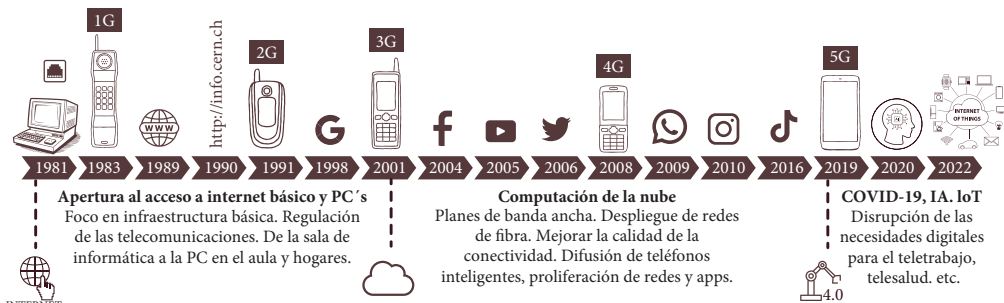 1G
http://info.cern.ch
2G
3G
4G
5G
WWW
INTERNET
OF THINGS
1981 1983 1989 1990 1991 1998 2001 2004 2005 2006 2008 2009 2010 2016 2019 2020 2022
Apertura al acceso a internet básico y PC´s
Foco en infraestructura básica. Regulación
de las telecomunicaciones. De la sala de
informática a la PC en el aula y hogares.
Computación de la nube
Planes de banda ancha. Despliegue de redes
de fibra. Mejorar la calidad de la
conectividad. Difusión de teléfonos
inteligentes, proliferación de redes y apps.
COVID-19, IA. loT
Disrupción de las
necesidades digitales
para el teletrabajo,
telesalud. etc.
4.0
INTERNET